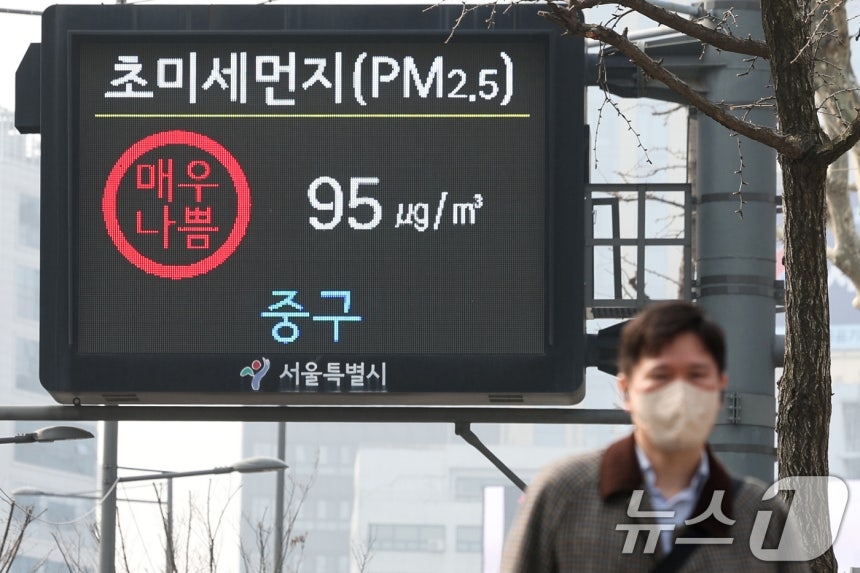 초미세먼지(PM2.5)
매우
나쁨
95 ㎍/㎥
중구
서울특별시
뉴스1